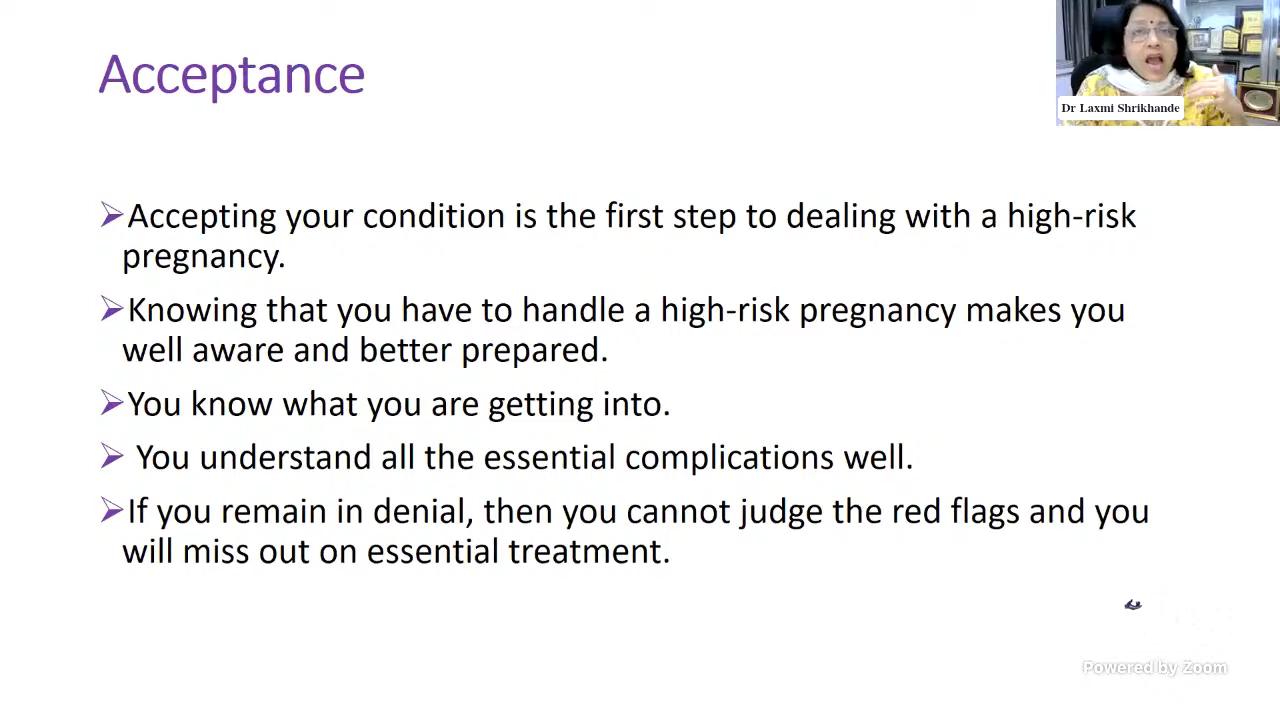 Acceptance
Dr Laxmi Shrikhande
➢Accepting your condition is the first step to dealing with a high-risk
pregnancy.
➢Knowing that you have to handle a high-risk pregnancy makes you
well aware and better prepared.
➢You know what you are getting into.
➢ You understand all the essential complications well.
➢If you remain in denial, then you cannot judge the red flags and you
will miss out on essential treatment.
Powered by Zoom